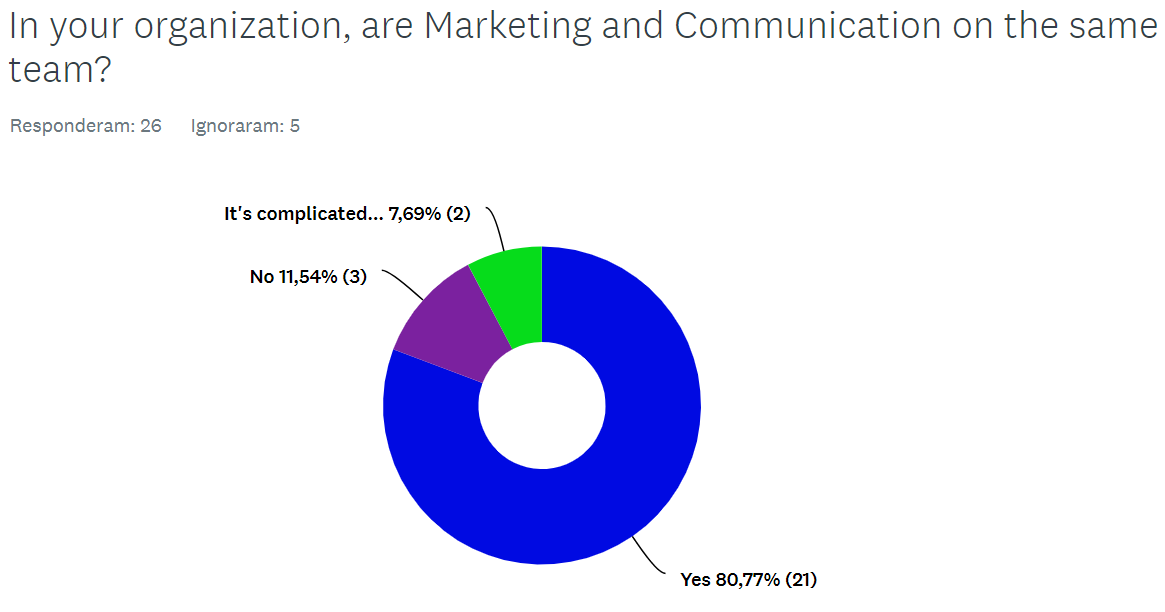 In your organization, are Marketing and Communication on the same
team?
Responderam: 26 Ignoraram: 5
It's complicated... 7,69% (2)
No 11,54% (3)
Yes 80,77% (21)